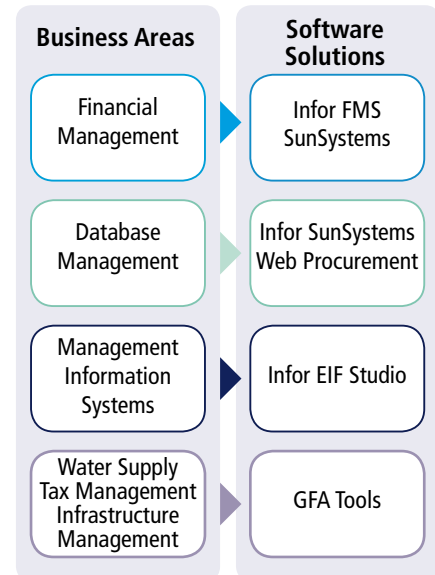 Business Areas
Software
Solutions
Financial
Management
Infor FMS
SunSystems
Database
Management
Infor SunSystems
Web Procurement
Management
Information
Systems
Infor EIF Studio
Water Supply
Tax Management
Infrastructure
Management
GFA Tools